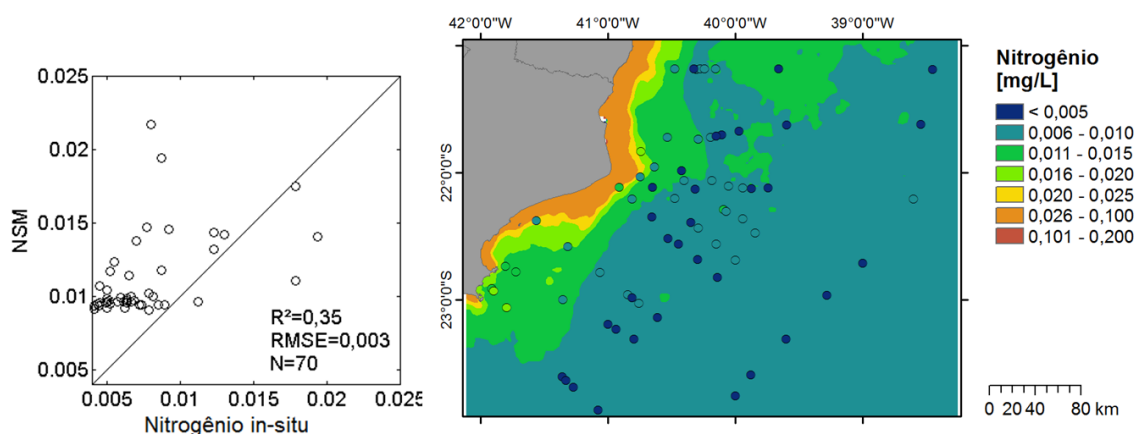 0.025
0.02
0.015
0.01
0.005
NSM
R²=0,35
RMSE=0,003
N=70
0.005 0.01 0.015 0.02 0.025
Nitrogênio in-situ
42°0'0"W 41°0'0"W 40°0'0"W 39°0'0"W
22°0'0"S
23°0'0"S
Nitrogênio
[mg/L]
< 0,005
0,006 - 0,010
0,011 - 0,015
0,016 - 0,020
0,020 - 0,025
0,026 - 0,100
0,101 - 0,200
0 20 40 80 km